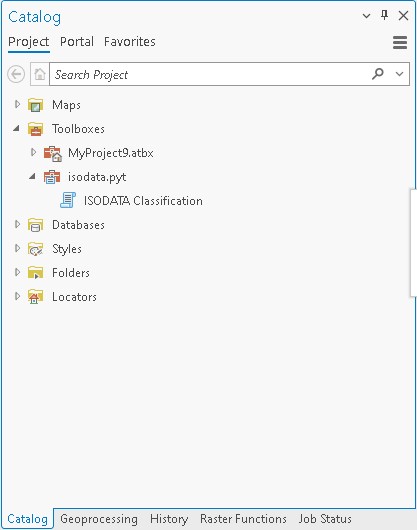 Catalog
Project Portal Favorites
Search Project
Maps
Toolboxes
MyProject9.atbx
isodata.pyt
ISODATA Classification
Databases
Styles
Folders
Locators
Catalog Geoprocessing History Raster Functions Job Status